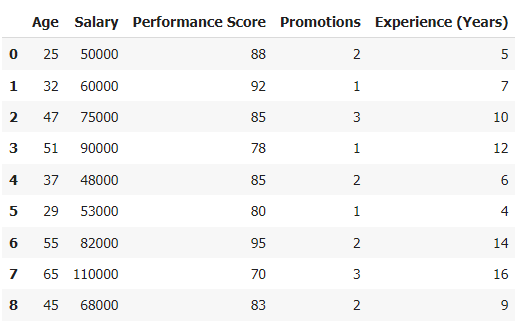 Age Salary Performance Score Promotions Experience (Years)
0 25 50000 88 2 5
1 32 60000 92 1 7
2 47 75000 85 3 10
3 51 90000 78 1 12
4 37 48000 85 2 6
5 29 53000 80 1 4
6 55 82000 95 2 14
7 65 110000 70 3 16
8 45 68000 83 2 9